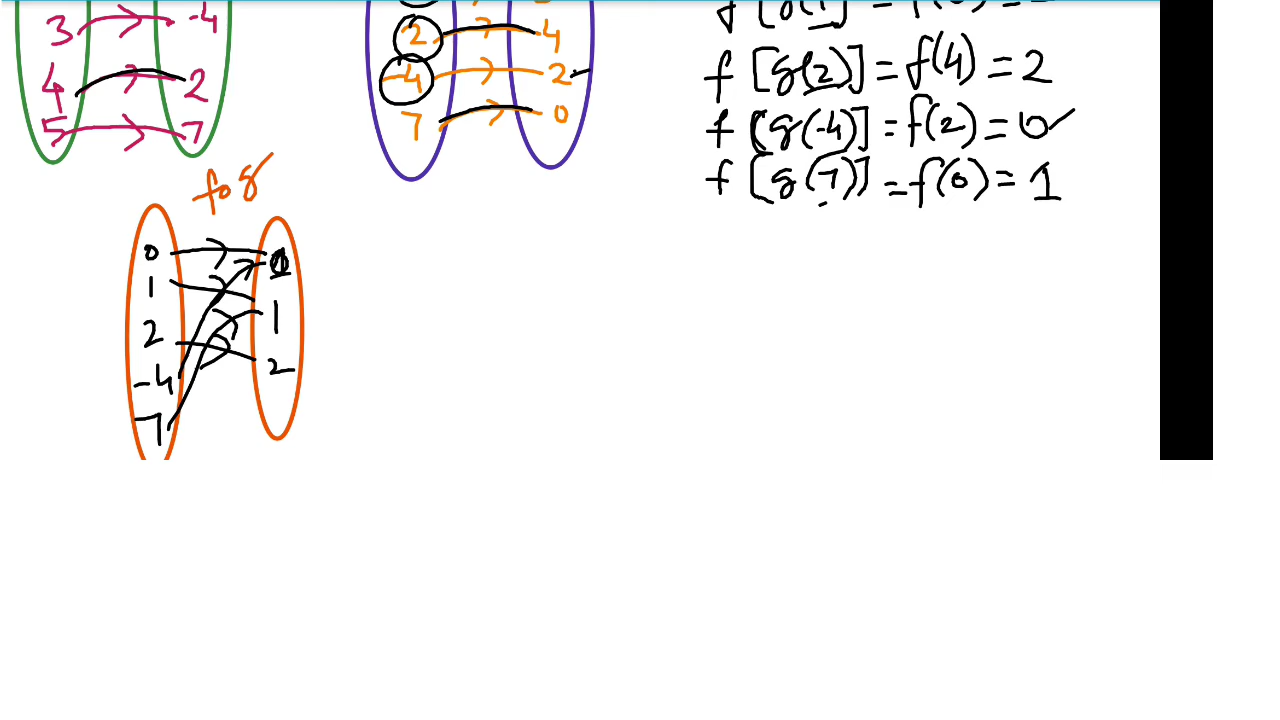 3 -4
4 2
5 7
2 4
-4 2
7 0
f [g(2)] = f(4) = 2
f [g(-4)] = f(2) = 0
f [g(7)] = f(0) = 1
fog
0
1 1
2 2
-4
7